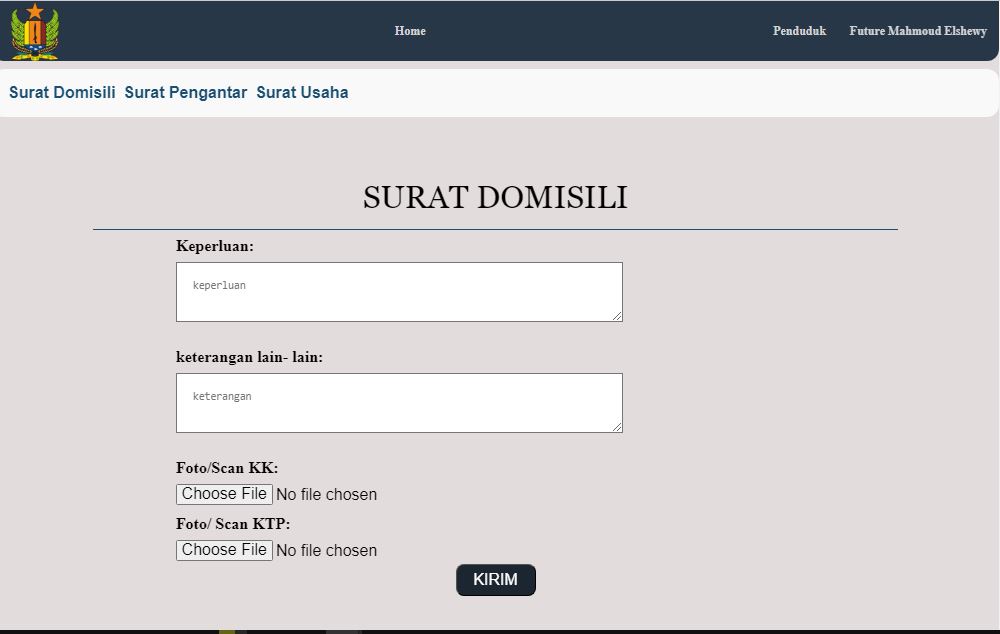 Home Penduduk Future Mahmoud Elshewy
Surat Domisili Surat Pengantar Surat Usaha
SURAT DOMISILI
Keperluan:
keperluan
keterangan lain- lain:
keterangan
Foto/Scan KK:
Choose File No file chosen
Foto/ Scan KTP:
Choose File No file chosen
KIRIM